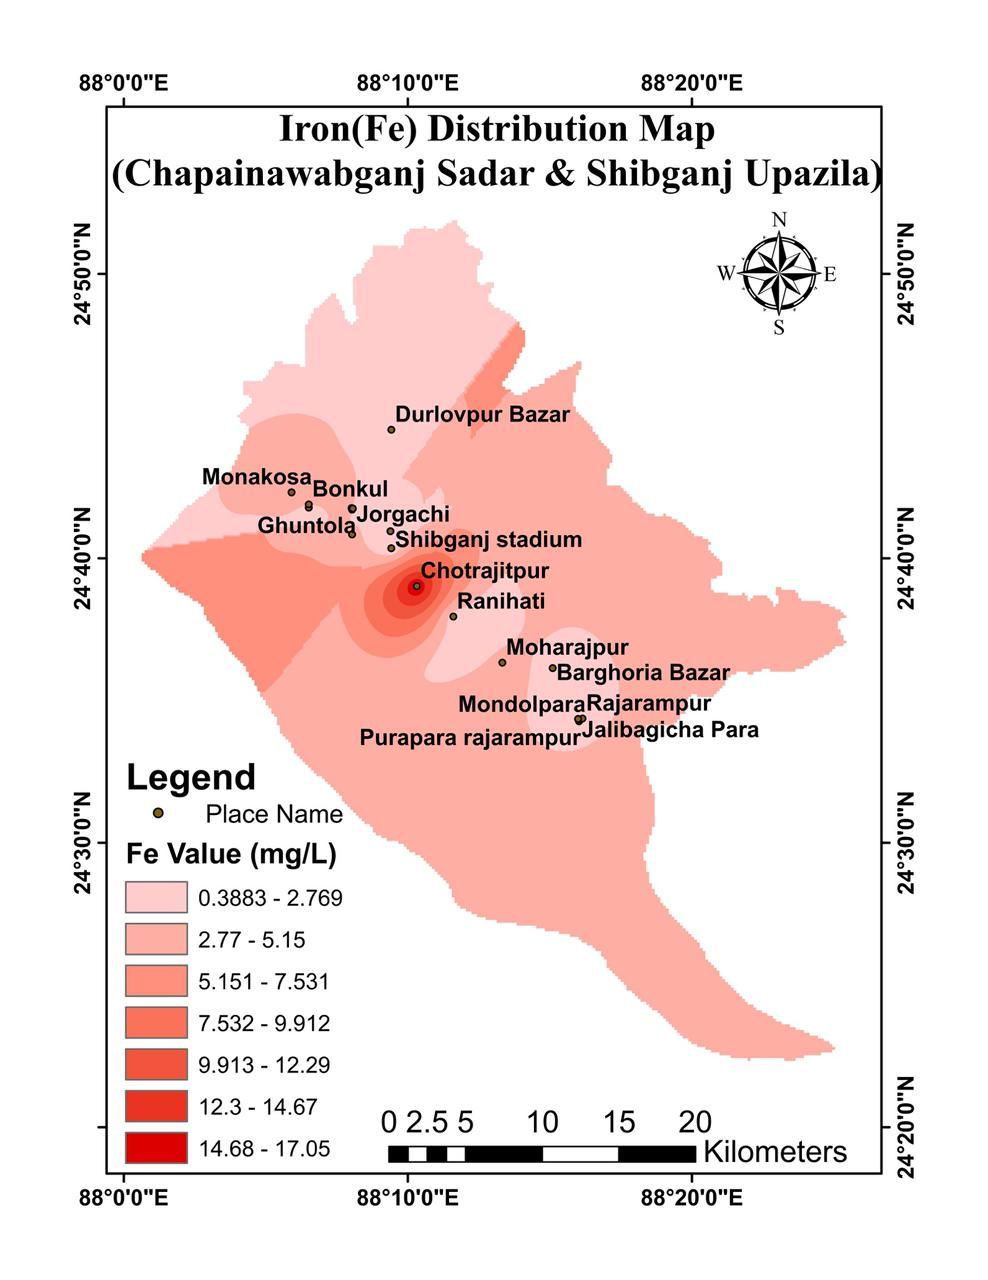 88°0'0"E 88°10'0"E 88°20'0"E
Iron(Fe) Distribution Map
(Chapainawabganj Sadar & Shibganj Upazila)
N
W E
S
24°50'0"N 24°50'0"N
Durlovpur Bazar
Monakosa
Bonkul
Jorgachi
Ghuntola
Shibganj stadium
24°40'0"N 24°40'0"N
Chotrajitpur
Ranihati
Moharajpur
Barghoria Bazar
Mondolpara Rajarampur
Jalibagicha Para
Purapara rajarampur
Legend
Place Name
24°30'0"N 24°30'0"N
Fe Value (mg/L)
0.3883 - 2.769
2.77 - 5.15
5.151 - 7.531
7.532 - 9.912
9.913 - 12.29
12.3 - 14.67
14.68 - 17.05
0 2.5 5 10 15 20
Kilometers
24°20'0"N
88°0'0"E 88°10'0"E 88°20'0"E